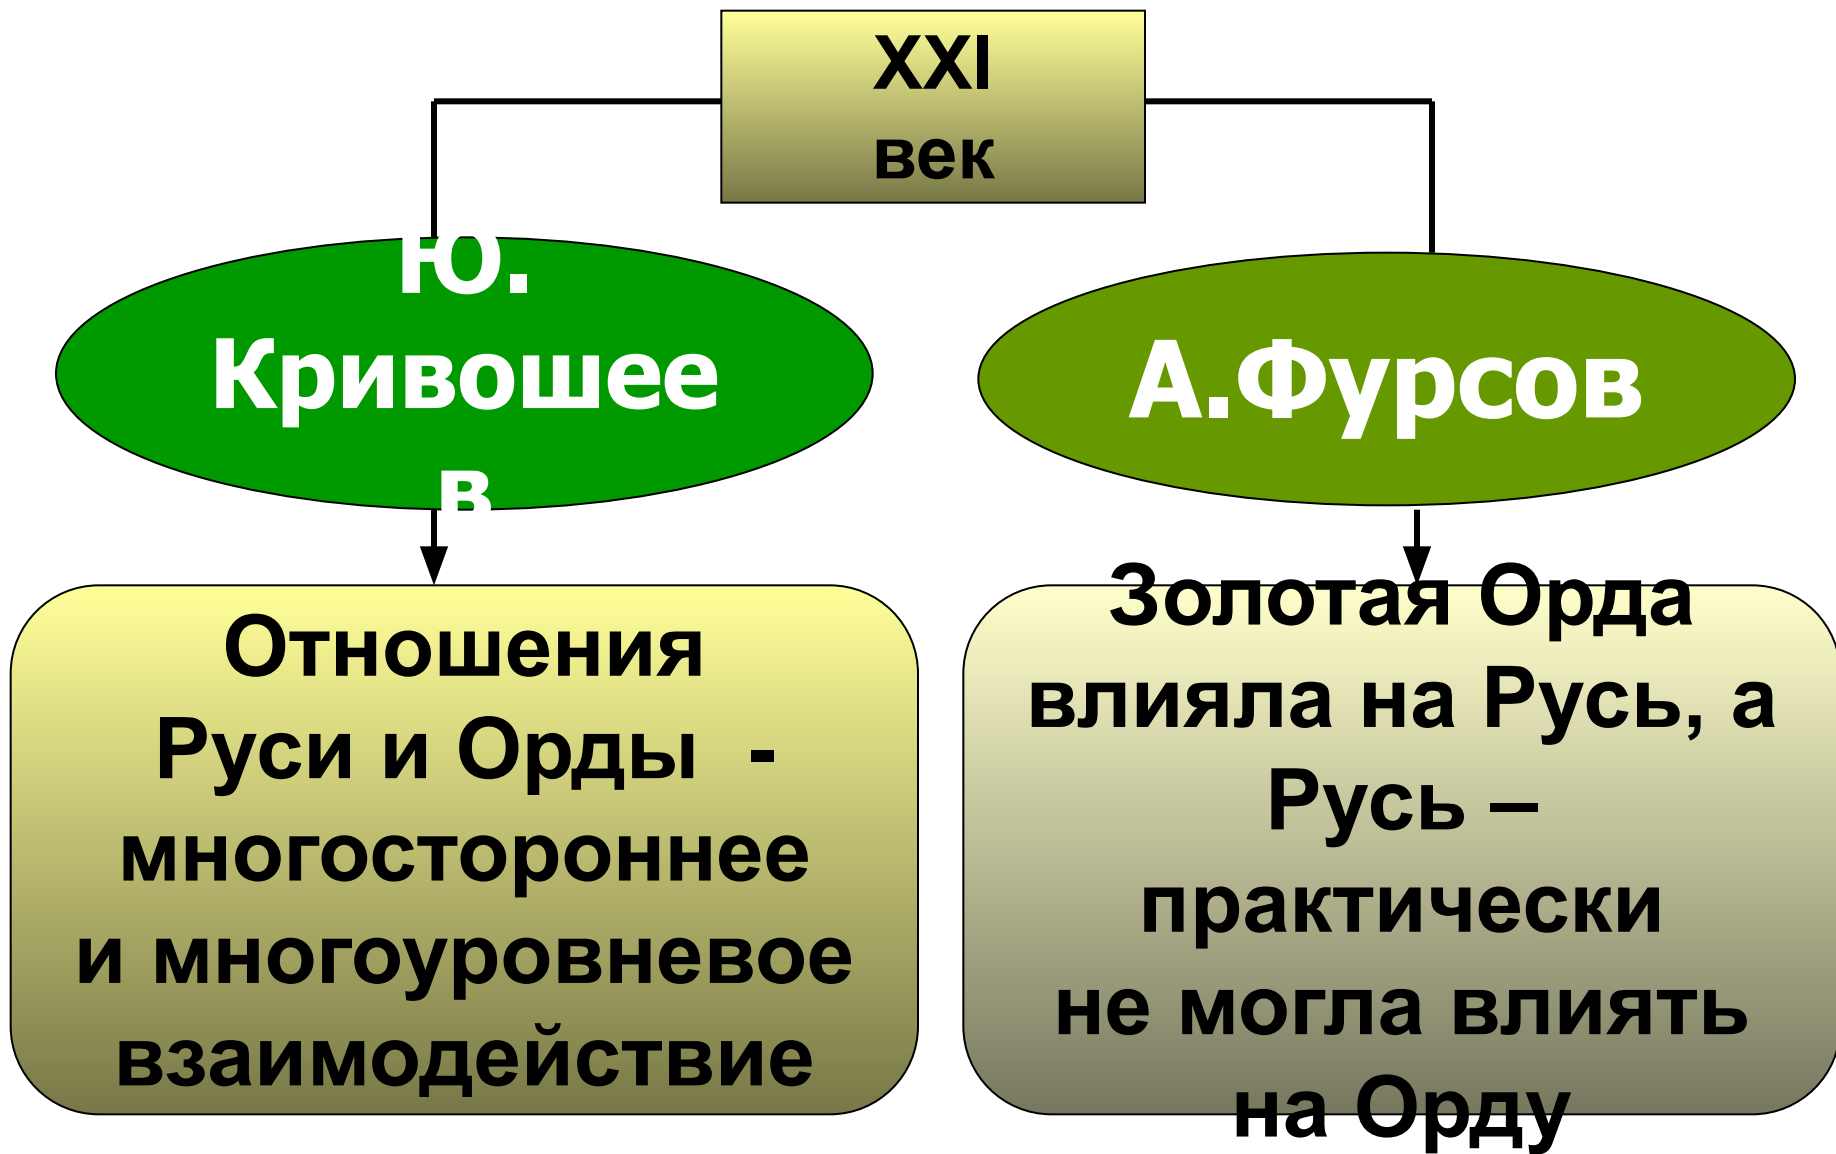 XXI
век
Ю.
Кривошее
в
А.Фурсов
Отношения
Руси и Орды -
многостороннее
и многоуровневое
взаимодействие
Золотая Орда
влияла на Русь, а
Русь –
практически
не могла влиять
на Орду